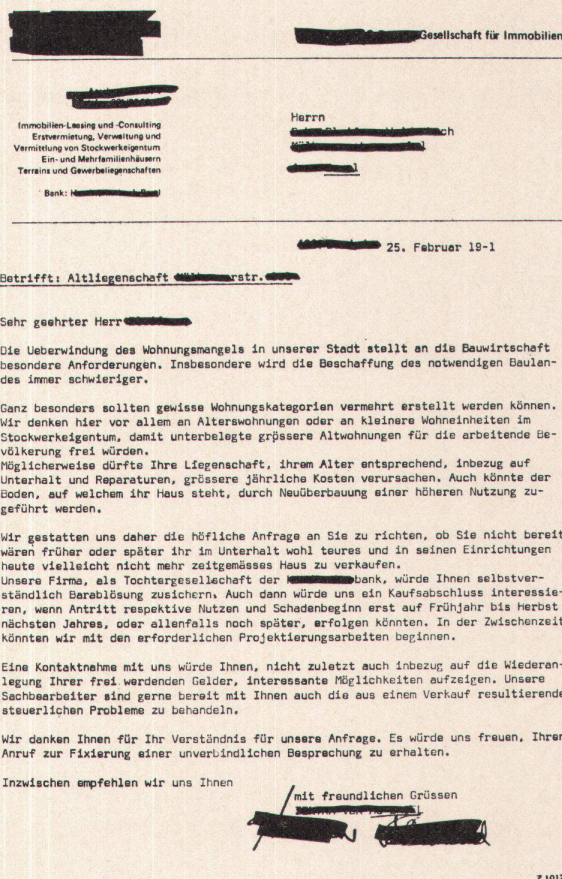 Gesellschaft für Immobilien
Immobilien-Leasing und -Consulting
Erstvermietung, Verwaltung und
Vermittlung von Stockwerkeigentum
Ein- und Mehrfamilienhäusern
Terrains und Gewerbeliegenschaften
Bank:
Herrn
25. Februar 19-1
Betrifft: Altliegenschaft rstr.
Sehr geehrter Herr
Die Ueberwindung des Wohnungsmangels in unserer Stadt stellt an die Bauwirtschaft
besondere Anforderungen. Insbesondere wird die Beschaffung des notwendigen Baulan-
des immer schwieriger.
Ganz besonders sollten gewisse Wohnungskategorien vermehrt erstellt werden können.
Wir denken hier vor allem an Alterswohnungen oder an kleinere Wohneinheiten im
Stockwerkeigentum, damit unterbelegte grössere Altwohnungen für die arbeitende Be-
völkerung frei würden.
Möglicherweise dürfte Ihre Liegenschaft, ihrem Alter entsprechend, inbezug auf
Unterhalt und Reparaturen, grössere jährliche Kosten verursachen. Auch könnte der
Boden, auf welchem ihr Haus steht, durch Neuüberbauung einer höheren Nutzung zu-
geführt werden.
Wir gestatten uns daher die höfliche Anfrage an Sie zu richten, ob Sie nicht bereit
wären früher oder später ihr im Unterhalt wohl teures und in seinen Einrichtungen
heute vielleicht nicht mehr zeitgemässes Haus zu verkaufen.
Unsere Firma, als Tochtergesellschaft der bank, würde Ihnen selbstver-
ständlich Barablösung zusichern. Auch dann würde uns ein Kaufsabschluss interessie-
ren, wenn Antritt respektive Nutzen und Schadenbeginn erst auf Frühjahr bis Herbst
nächsten Jahres, oder allenfalls noch später, erfolgen könnten. In der Zwischenzeit
könnten wir mit den erforderlichen Projektierungsarbeiten beginnen.
Eine Kontaktnahme mit uns würde Ihnen, nicht zuletzt auch inbezug auf die Wiederan-
legung Ihrer frei werdenden Gelder, interessante Möglichkeiten aufzeigen. Unsere
Sachbearbeiter sind gerne bereit mit Ihnen auch die aus einem Verkauf resultierende
steuerlichen Probleme zu behandeln.
Wir danken Ihnen für Ihr Verständnis für unsere Anfrage. Es würde uns freuen, Ihren
Anruf zur Fixierung einer unverbindlichen Besprechung zu erhalten.
Inzwischen empfehlen wir uns Ihnen
mit freundlichen Grüssen